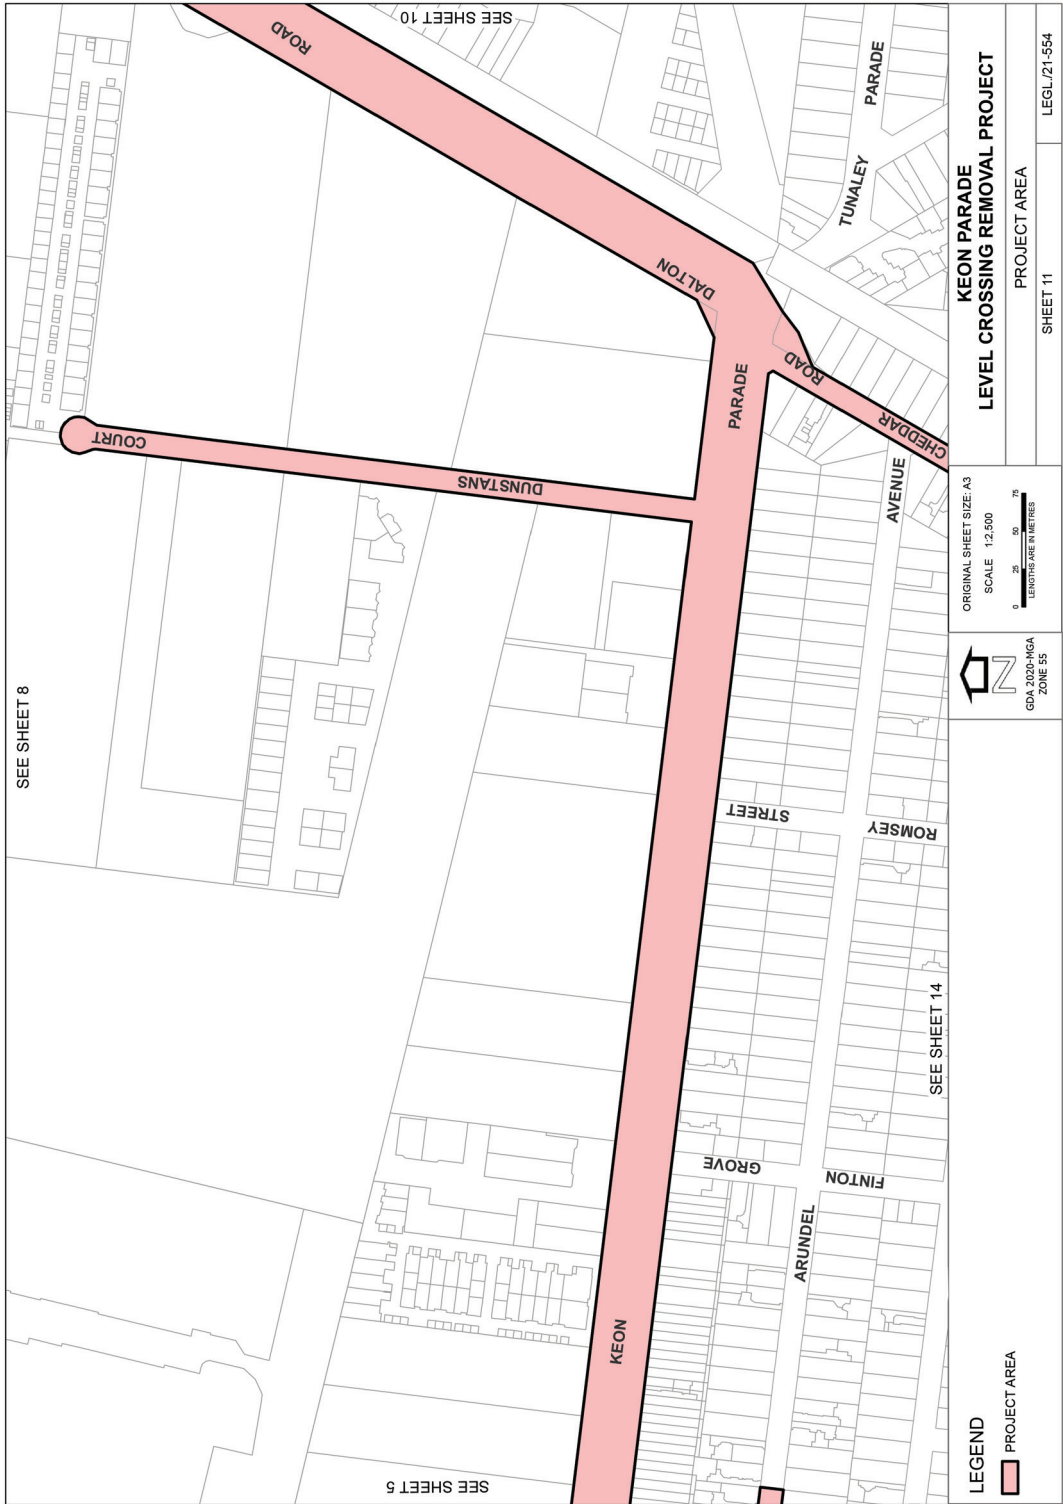 SEE SHEET 8
SEE SHEET 10
SEE SHEET 5
SEE SHEET 14
ROAD
DALTON
COURT
DUNSTANS
PARADE
KEON
ROAD
CHEDDAR
TUNALEY
PARADE
AVENUE
ARUNDEL
STREET
ROMSEY
GROVE
FINTON
LEGEND
PROJECT AREA
GDA 2020-MGA
ZONE 55
N
ORIGINAL SHEET SIZE: A3
SCALE 1:2,500
0 25 50 75
LENGTHS ARE IN METRES
KEON PARADE
LEVEL CROSSING REMOVAL PROJECT
PROJECT AREA
SHEET 11
LEGL./21-554